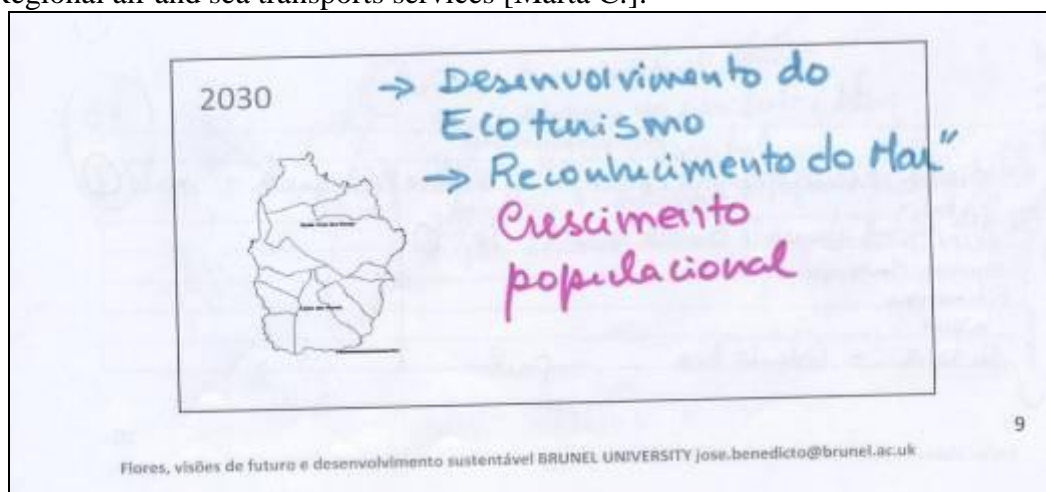 Regional air and sea transports services [Marta C.].
2030
→ Desenvolvimento do
Ecoturismo
→ Reconhecimento do Mar"
Crescimento
populacional
9
Flores, visões de futuro e desenvolvimento sustentável BRUNEL UNIVERSITY jose.benedicto@brunel.ac.uk